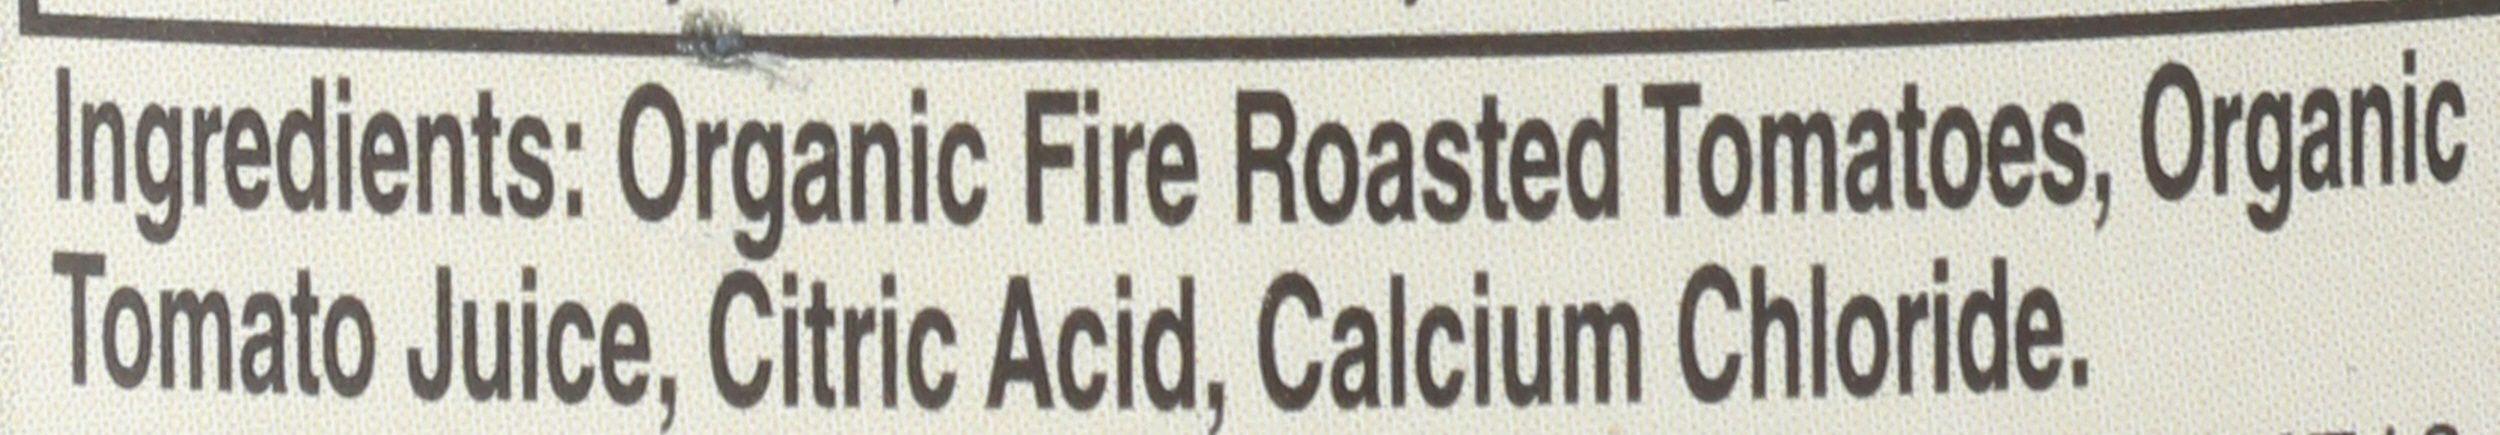 Ingredients: Organic Fire Roasted Tomatoes, Organic
Tomato Juice, Citric Acid, Calcium Chloride.